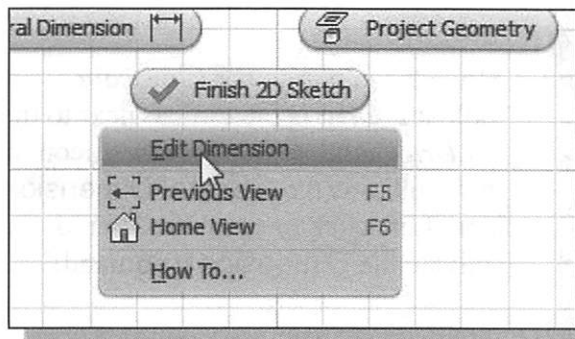 ral Dimension Project Geometry
Finish 2D Sketch
Edit Dimension
Previous View F5
Home View F6
How To...